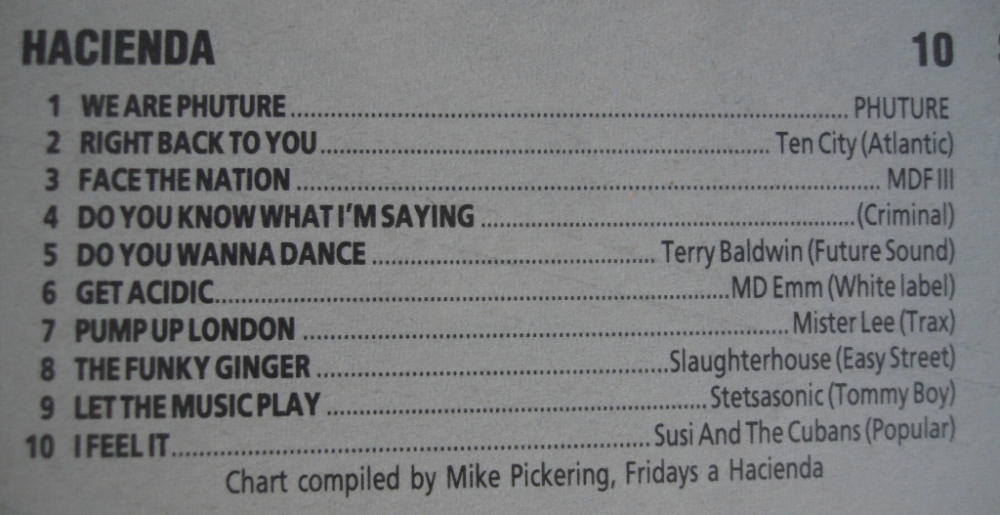 HACIENDA 10
1 WE ARE PHUTURE PHUTURE
2 RIGHT BACK TO YOU Ten City (Atlantic)
3 FACE THE NATION MDF III
4 DO YOU KNOW WHAT I'M SAYING (Criminal)
5 DO YOU WANNA DANCE Terry Baldwin (Future Sound)
6 GET ACIDIC MD Emm (White label)
7 PUMP UP LONDON Mister Lee (Trax)
8 THE FUNKY GINGER Slaughterhouse (Easy Street)
9 LET THE MUSIC PLAY Stetsasonic (Tommy Boy)
10 I FEEL IT Susi And The Cubans (Popular)
Chart compiled by Mike Pickering, Fridays a Hacienda